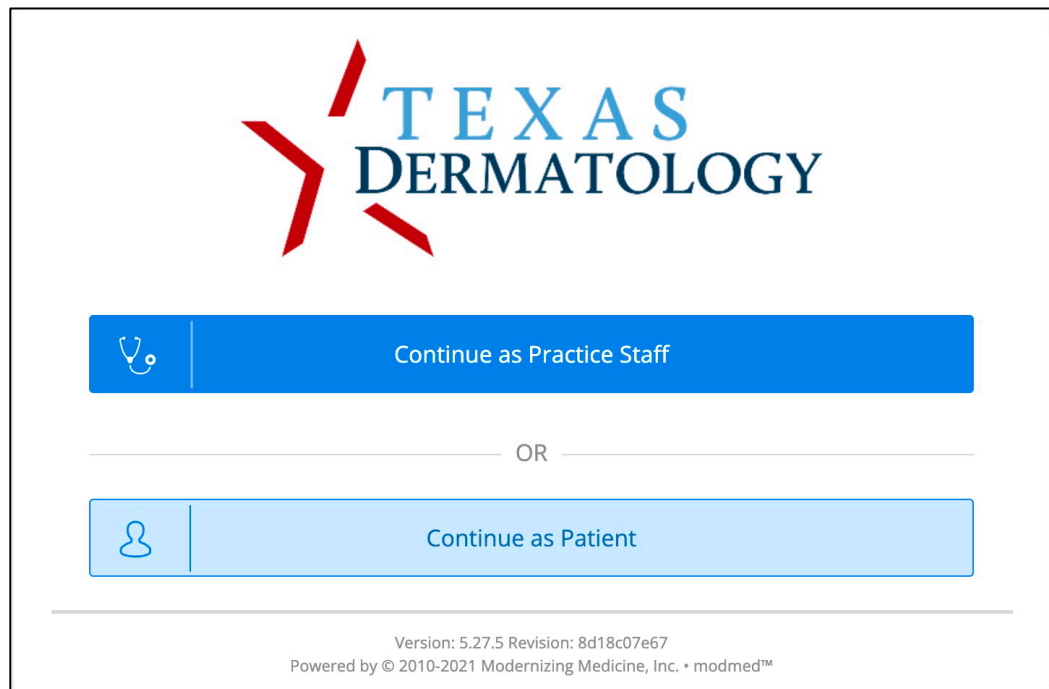 TEXAS
DERMATOLOGY
Continue as Practice Staff
OR
Continue as Patient
Version: 5.27.5 Revision: 8d18c07e67
Powered by © 2010-2021 Modernizing Medicine, Inc. • modmed™